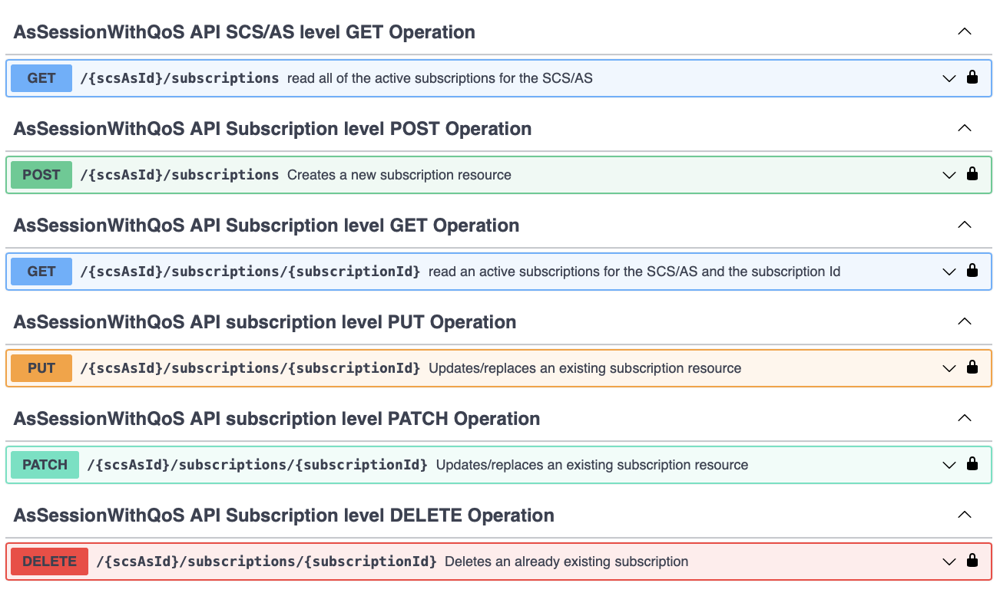 AsSessionWithQoS API SCS/AS level GET Operation
GET /{scsAsId}/subscriptions read all of the active subscriptions for the SCS/AS
AsSessionWithQoS API Subscription level POST Operation
POST /{scsAsId}/subscriptions Creates a new subscription resource
AsSessionWithQoS API Subscription level GET Operation
GET /{scsAsId}/subscriptions/{subscriptionId} read an active subscriptions for the SCS/AS and the subscription Id
AsSessionWithQoS API subscription level PUT Operation
PUT /{scsAsId}/subscriptions/{subscriptionId} Updates/replaces an existing subscription resource
AsSessionWithQoS API subscription level PATCH Operation
PATCH /{scsAsId}/subscriptions/{subscriptionId} Updates/replaces an existing subscription resource
AsSessionWithQoS API Subscription level DELETE Operation
DELETE /{scsAsId}/subscriptions/{subscriptionId} Deletes an already existing subscription